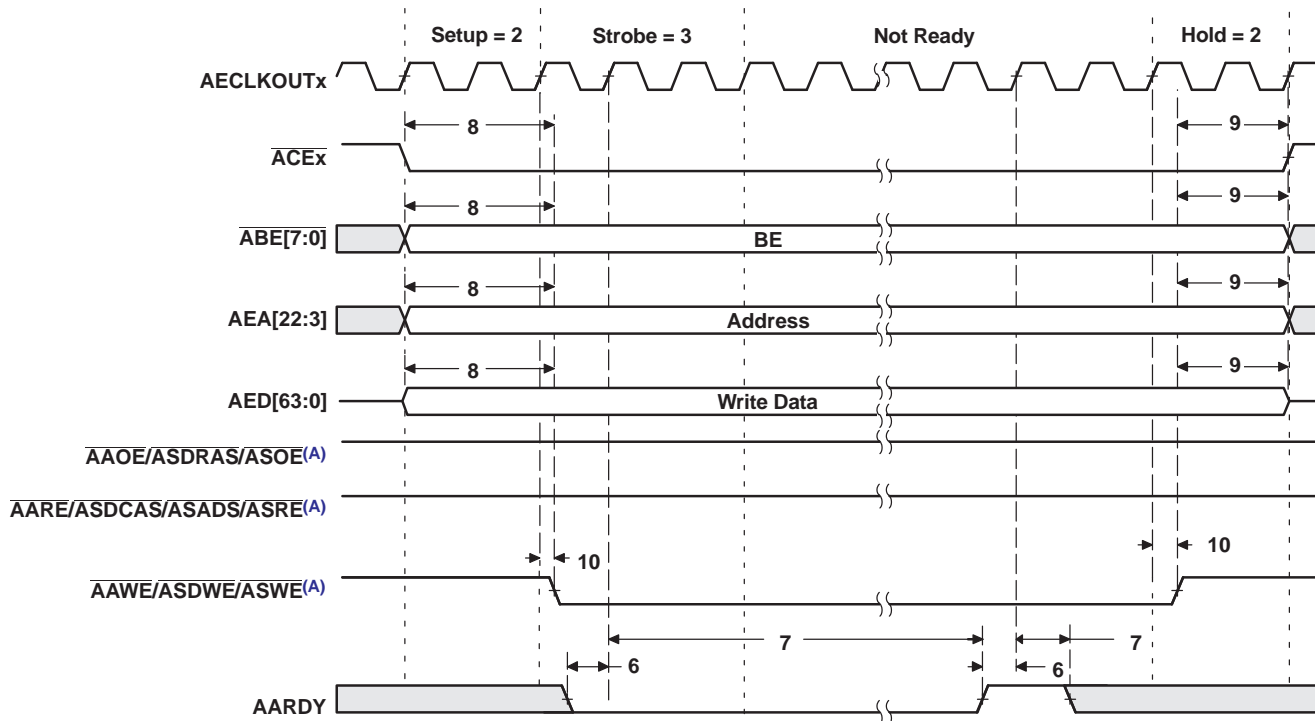 Setup = 2 Strobe = 3 Not Ready Hold = 2
AECLKOUTx
8 9
ACEx
8 9
ABE[7:0] BE
8 9
AEA[22:3] Address
8 9
AED[63:0] Write Data
AAOE/ASDRAS/ASOE(A)
AARE/ASDCAS/ASADS/ASRE(A)
10 10
AAWE/ASDWE/ASWE(A)
7 7
6 6
AARDY